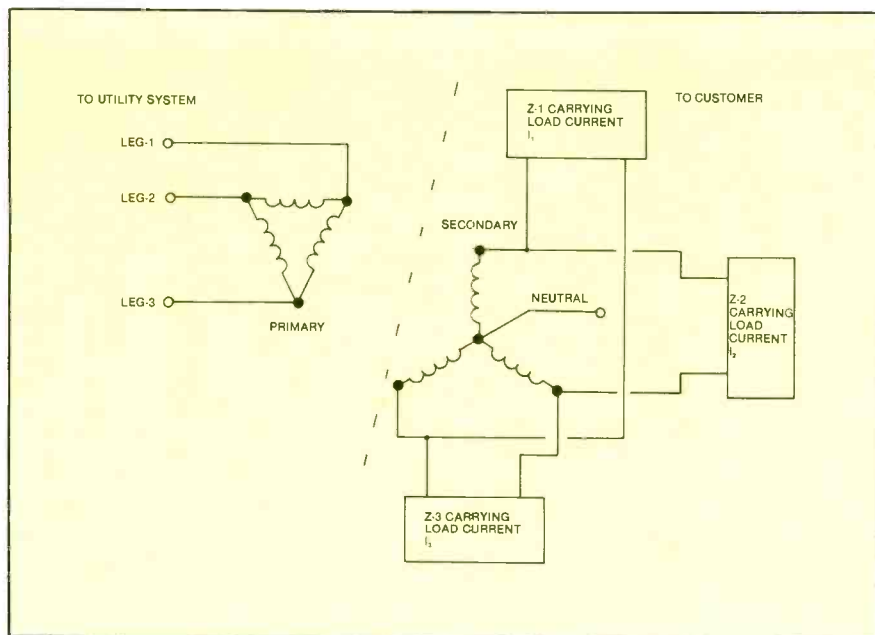 TO UTILITY SYSTEM
LEG-1
LEG-2
LEG-3
PRIMARY
SECONDARY
NEUTRAL
Z-1 CARRYING
LOAD CURRENT
I₁
TO CUSTOMER
Z-2
CARRYING
LOAD
CURRENT
I₂
Z-3 CARRYING
LOAD CURRENT